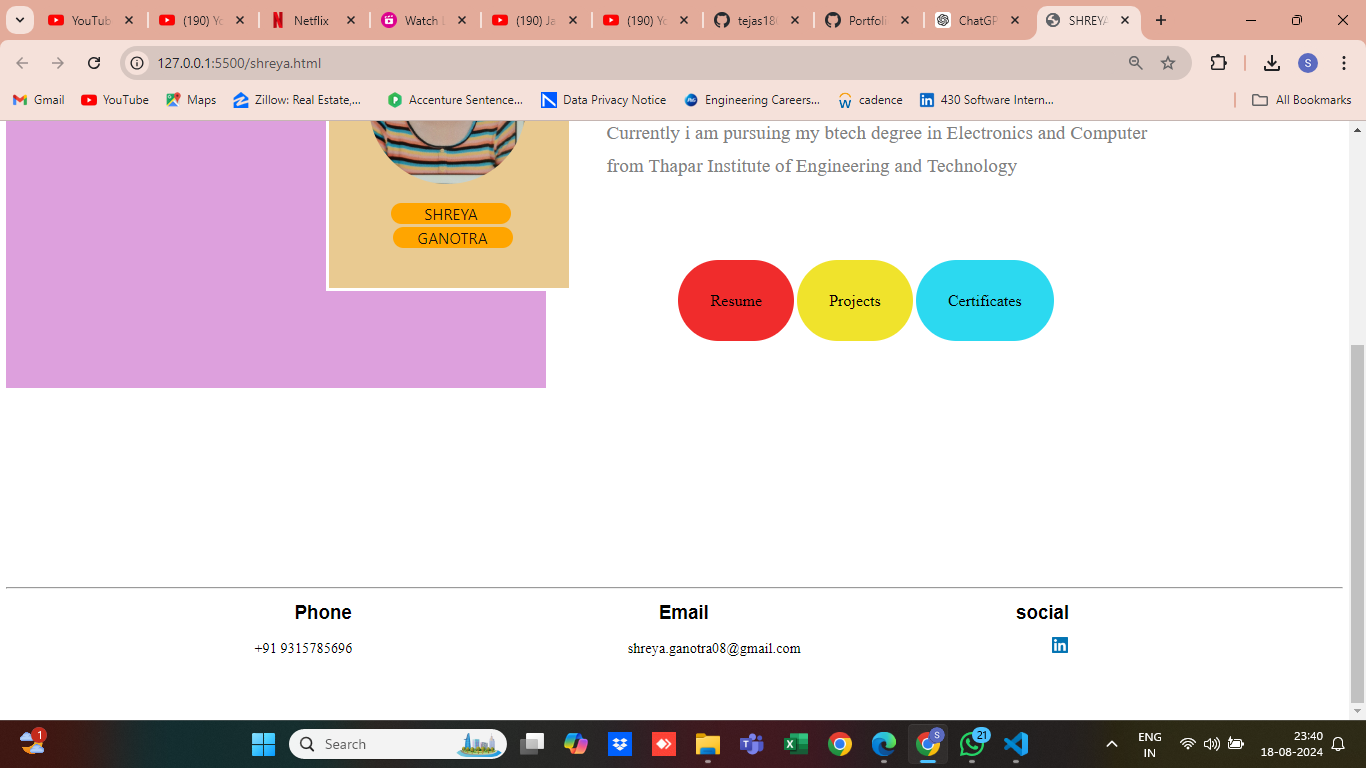 YouTub
(190) Yo
Netflix
Watch L
(190) Ja
(190) Yo
tejas18
Portfoli
ChatGP
SHREYA
127.0.0.1:5500/shreya.html
S
Gmail
YouTube
Maps
Zillow: Real Estate,...
Accenture Sentence...
Data Privacy Notice
Engineering Careers...
cadence
430 Software Intern...
All Bookmarks
Currently i am pursuing my btech degree in Electronics and Computer
from Thapar Institute of Engineering and Technology
SHREYA
GANOTRA
Resume
Projects
Certificates
Phone
Email
social
+91 9315785696
shreya.ganotra08@gmail.com
in
1
Search
S
21
ENG
IN
23:40
18-08-2024